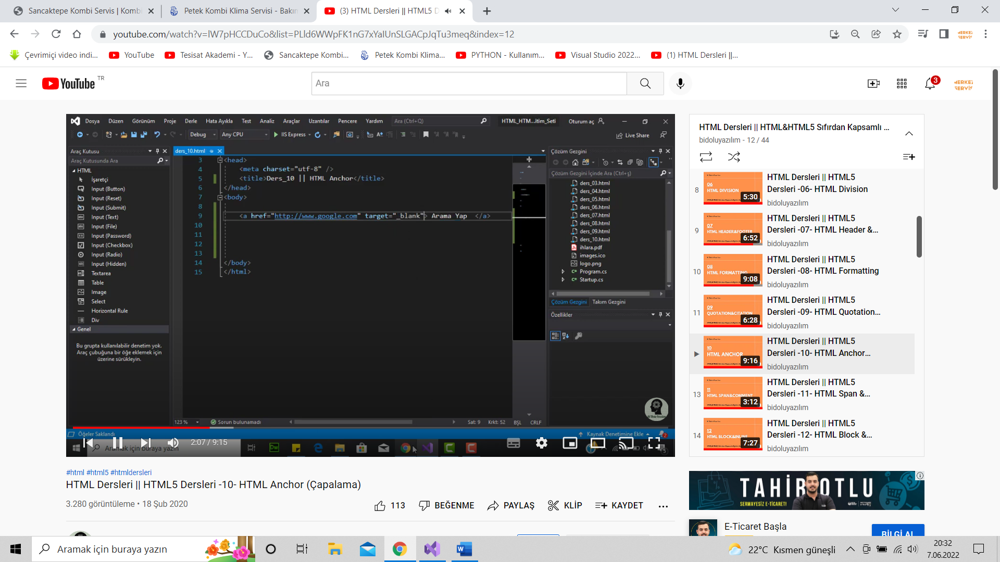 Sancaktepe Kombi Servis | Kombi
Petek Kombi Klima Servisi - Bakın
(3) HTML Dersleri || HTML5 D
youtube.com/watch?v=lW7pHCCDuCo&list=PLld6WWpFK1nG7xYaIUnSLGACpJqTu3meq&index=12
Çevrimiçi video indi...
YouTube
Tesisat Akademi - Y...
Sancaktepe Kombi...
Petek Kombi Klima...
PYTHON - Kullanım...
Visual Studio 2022...
(1) HTML Dersleri ||...
YouTube TR
Ara
3
Dosya Düzen Görünüm Proje Derle Hata Ayıkla Test Analiz Araçlar Uzantılar Pencere Yardım Ara (Ctrl+Q) HTML_HTM...itim_Seti Oturum aç
Debug Any CPU IIS Express Live Share
Araç Kutusu
Araç Kutusunda Ara
HTML
İşaretçi
Input (Button)
Input (Reset)
Input (Submit)
Input (Text)
Input (File)
Input (Password)
Input (Checkbox)
Input (Radio)
Input (Hidden)
Textarea
Table
Image
Select
Horizontal Rule
Div
Genel
Bu grupta kullanılabilir denetim yok.
Araç çubuğuna bir öğe eklemek için
üzerine sürükleyin.
ders_10.html
3 <head>
4 <meta charset="utf-8" />
5 <title>Ders_10 || HTML Anchor</title>
6 </head>
7 <body>
8
9 <a href="http://www.google.com" target="_blank"> Arama Yap </a>
10
11
12
13
14 </body>
15 </html>
123 % Sorun bulunamadı Sat: 9 Krkt: 52 BŞL CRLF
Çözüm Gezgini
Çözüm Gezgini İçinde Ara (Ctrl+ş)
ders_03.html
ders_04.html
ders_05.html
ders_06.html
ders_07.html
ders_08.html
ders_09.html
ders_10.html
ihlara.pdf
images.ico
logo.png
C# Program.cs
C# Startup.cs
Çözüm Gezgini Takım Gezgini
Özellikler
Öğeler Saklandı
Kaynak Denetimine Ekle
2
Aramak için buraya yazın
2:07 / 9:15
#html #html5 #htmldersleri
HTML Dersleri || HTML5 Dersleri -10- HTML Anchor (Çapalama)
3.280 görüntüleme • 18 Şub 2020
113 BEĞENME PAYLAŞ KLİP KAYDET
HTML Dersleri || HTML&HTML5 Sıfırdan Kapsamlı ...
bidoluyazılım - 12 / 44
8
06
HTML DIVISION
5:30
HTML Dersleri || HTML5
Dersleri -06- HTML Division
bidoluyazılım
9
07
HTML HEADER&FOOTER
6:52
HTML Dersleri || HTML5
Dersleri -07- HTML Header &...
bidoluyazılım
10
08
HTML FORMATTING
9:08
HTML Dersleri || HTML5
Dersleri -08- HTML Formatting
bidoluyazılım
11
09
QUOTATION&CITATION
6:28
HTML Dersleri || HTML5
Dersleri -09- HTML Quotation...
bidoluyazılım
10
HTML ANCHOR
9:16
HTML Dersleri || HTML5
Dersleri -10- HTML Anchor...
bidoluyazılım
13
11
HTML SPAN&COMMENT
3:12
HTML Dersleri || HTML5
Dersleri -11- HTML Span &...
bidoluyazılım
14
12
HTML BLOCK&INLINE
7:27
HTML Dersleri || HTML5
Dersleri -12- HTML Block &...
bidoluyazılım
TAHİR OTLU
SERMAYESİZ E-TİCARET!
E-Ticaret Başla
BİLGİ AL
Aramak için buraya yazın
22°C Kısmen güneşli
20:32
7.06.2022